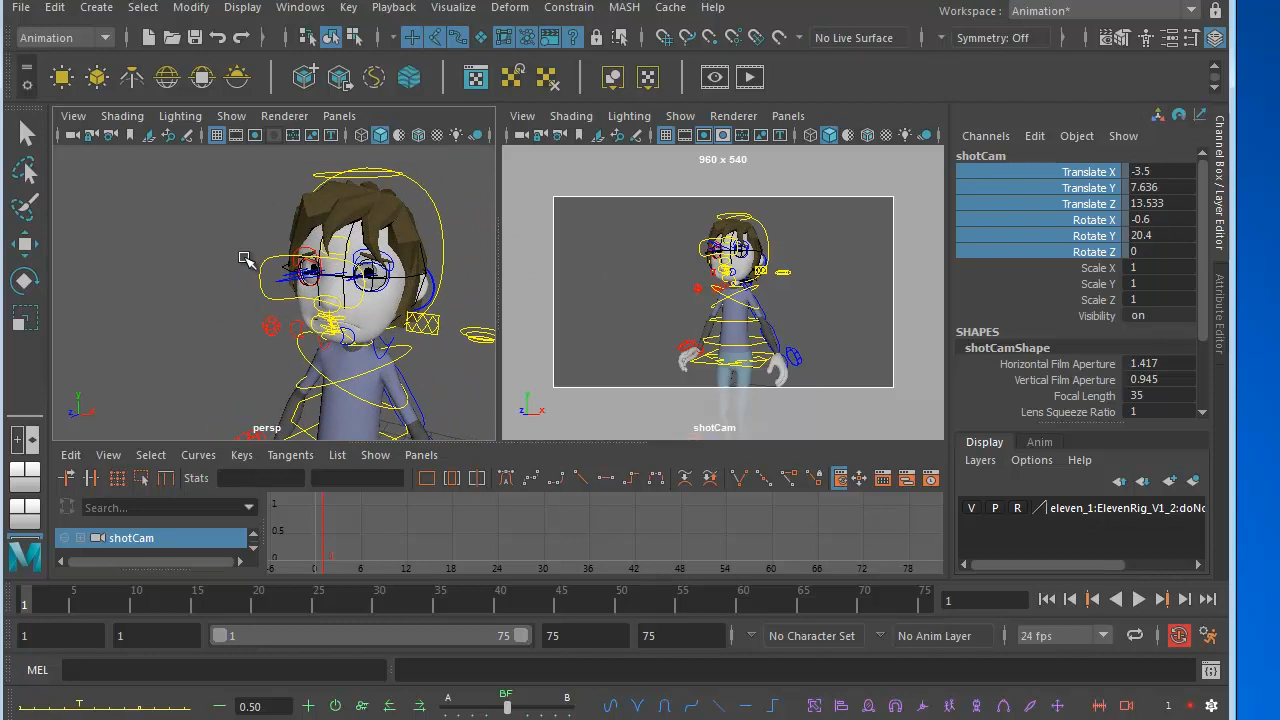 File Edit Create Select Modify Display Windows Key Playback Visualize Deform Constrain MASH Cache Help
Workspace : Animation*
Animation
No Live Surface
Symmetry: Off
View Shading Lighting Show Renderer Panels
View Shading Lighting Show Renderer Panels
960 x 540
persp
shotCam
Channels Edit Object Show
shotCam
Translate X -3.5
Translate Y 7.636
Translate Z 13.533
Rotate X -0.6
Rotate Y 20.4
Rotate Z 0
Scale X 1
Scale Y 1
Scale Z 1
Visibility on
SHAPES
shotCamShape
Horizontal Film Aperture 1.417
Vertical Film Aperture 0.945
Focal Length 35
Lens Squeeze Ratio 1
Channel Box / Layer Editor
Attribute Editor
Display Anim
Layers Options Help
V P R eleven_1:ElevenRig_V1_2:doNo
Edit View Select Curves Keys Tangents List Show Panels
Stats
Search...
shotCam
1
0.5
0
-6 0 6 12 18 24 30 36 42 48 54 60 66 72 78
1 5 10 15 20 25 30 35 40 45 50 55 60 65 70 75
1
1 1 1 75 75 75
No Character Set
No Anim Layer
24 fps
MEL
T
0.50
A BF B
1